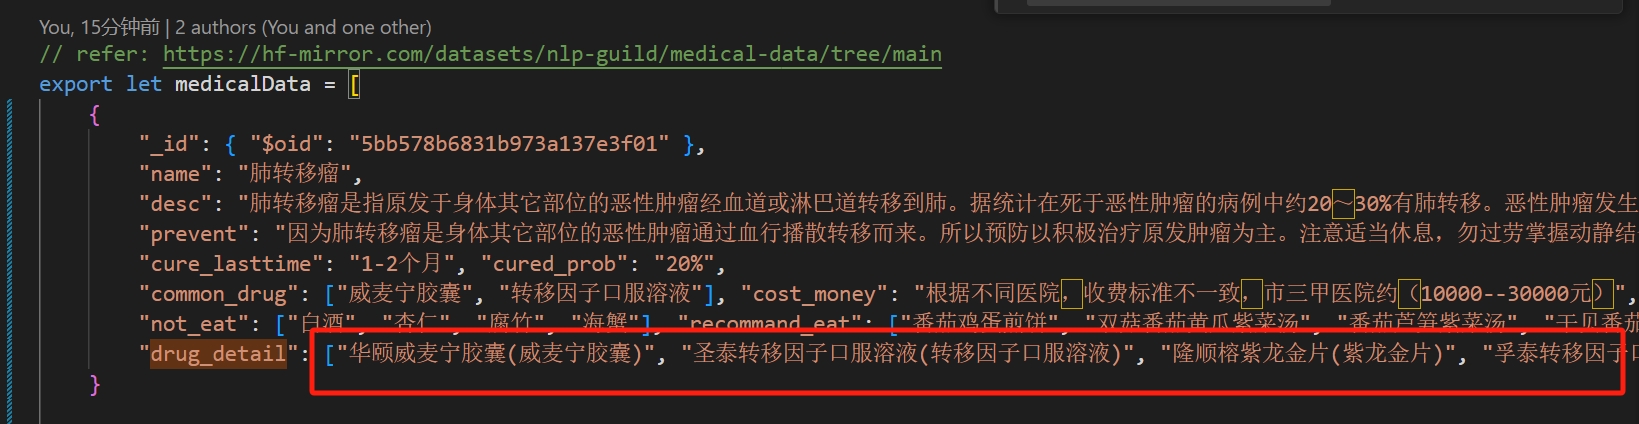 You, 15分钟前 | 2 authors (You and one other)
// refer: https://hf-mirror.com/datasets/nlp-guild/medical-data/tree/main
export let medicalData = [
{
"_id": { "$oid": "5bb578b6831b973a137e3f01" },
"name": "肺转移瘤",
"desc": "肺转移瘤是指原发于身体其它部位的恶性肿瘤经血道或淋巴道转移到肺。据统计在死于恶性肿瘤的病例中约20～30%有肺转移。恶性肿瘤发生
"prevent": "因为肺转移瘤是身体其它部位的恶性肿瘤通过血行播散转移而来。所以预防以积极治疗原发肿瘤为主。注意适当休息，勿过劳掌握动静结
"cure_lasttime": "1-2个月", "cured_prob": "20%",
"common_drug": ["威麦宁胶囊", "转移因子口服溶液"], "cost_money": "根据不同医院，收费标准不一致，市三甲医院约（10000--30000元）",
"not_eat": ["白酒", "杏仁", "腐竹", "海蟹"], "recommand_eat": ["番茄鸡蛋煎饼", "双菇番茄黄瓜紫菜汤", "番茄芦笋紫菜汤", "干贝番茄
"drug_detail": ["华颐威麦宁胶囊(威麦宁胶囊)", "圣泰转移因子口服溶液(转移因子口服溶液)", "隆顺榕紫龙金片(紫龙金片)", "孚泰转移因子口
}